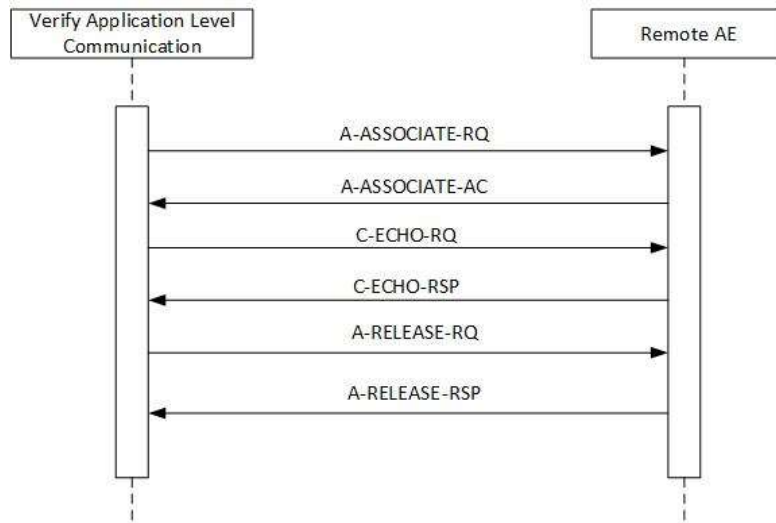 Verify Application Level
Communication
Remote AE
A-ASSOCIATE-RQ
A-ASSOCIATE-AC
C-ECHO-RQ
C-ECHO-RSP
A-RELEASE-RQ
A-RELEASE-RSP